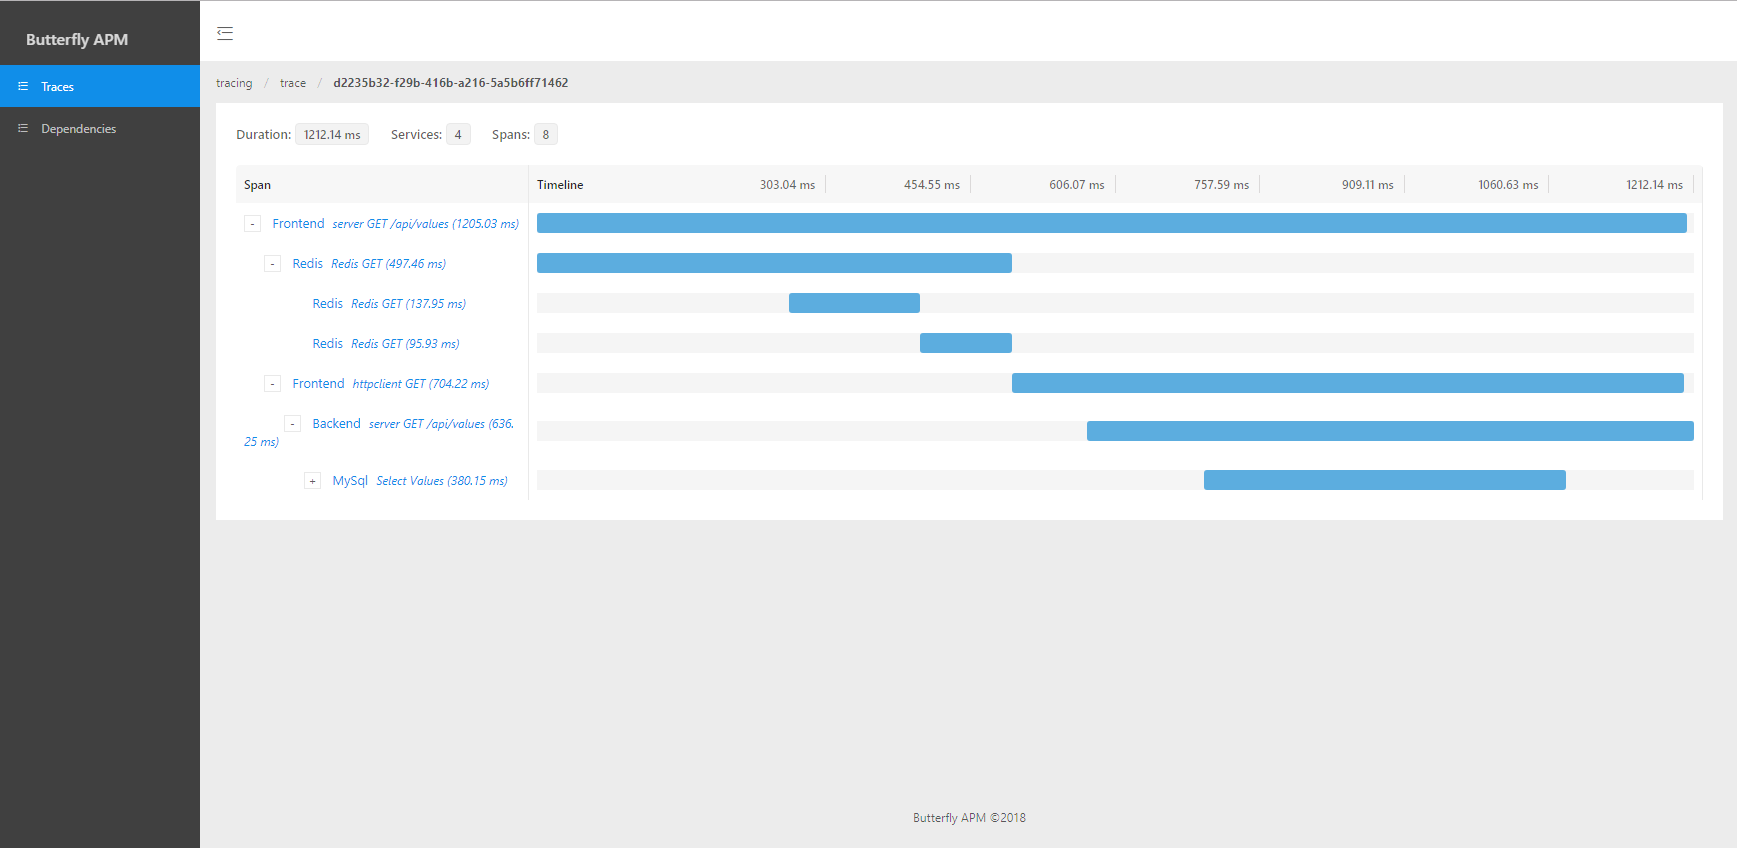 Butterfly APM
Traces
Dependencies
tracing / trace / d2235b32-f29b-416b-a216-5a5b6ff71462
Duration: 1212.14 ms Services: 4 Spans: 8
Span Timeline 303.04 ms 454.55 ms 606.07 ms 757.59 ms 909.11 ms 1060.63 ms 1212.14 ms
- Frontend server GET /api/values (1205.03 ms)
- Redis Redis GET (497.46 ms)
Redis Redis GET (137.95 ms)
Redis Redis GET (95.93 ms)
- Frontend httpclient GET (704.22 ms)
- Backend server GET /api/values (636.
25 ms)
+ MySql Select Values (380.15 ms)
Butterfly APM ©2018